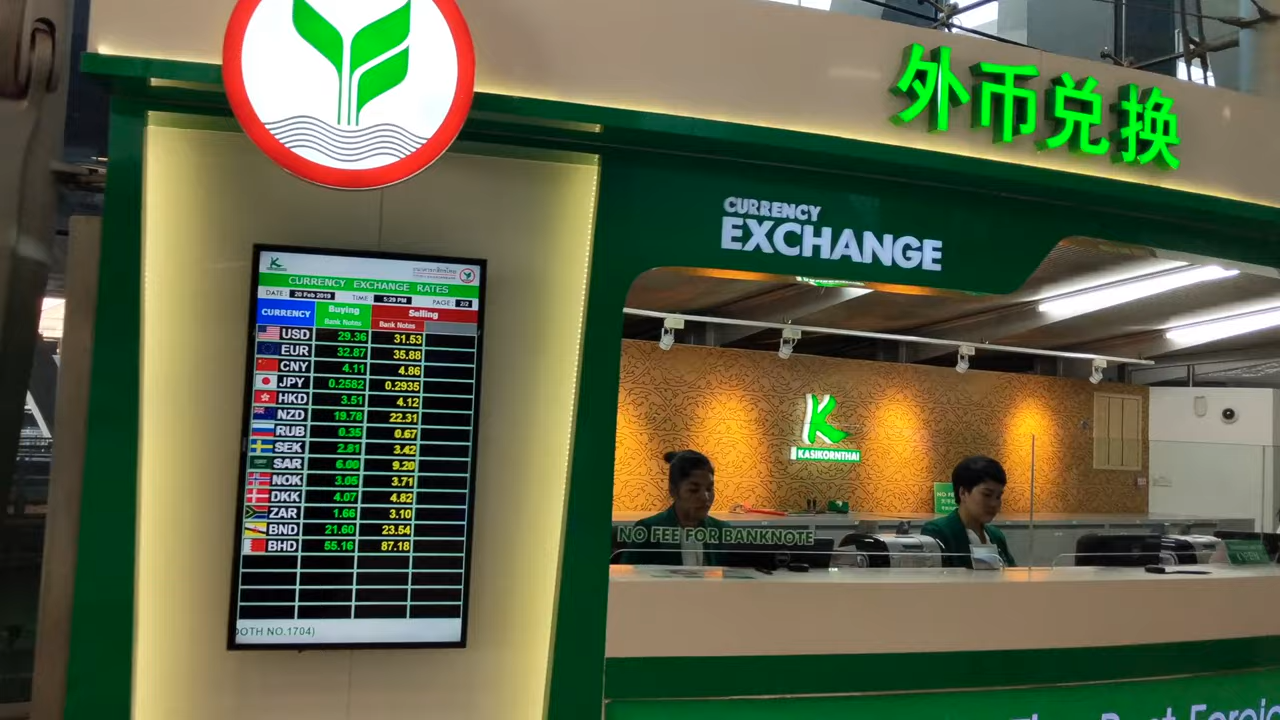 外币兑换
CURRENCY
EXCHANGE
CURRENCY EXCHANGE RATES
DATE: 20 Feb 2019 TIME 5:29 PM PAGE: 2/2
CURRENCY Buying Selling
Bank Notes Bank Notes
USD 29.36 31.53
EUR 32.87 35.88
CNY 4.11 4.86
JPY 0.2582 0.2935
HKD 3.51 4.12
NZD 19.78 22.31
RUB 0.35 0.67
SEK 2.81 3.42
SAR 6.00 9.20
NOK 3.05 3.71
DKK 4.07 4.82
ZAR 1.66 3.10
BND 21.60 23.54
BHD 55.16 87.18
OOTH NO.1704)
K
KASIKORNTHAI
NO FEE FOR BANKNOTE